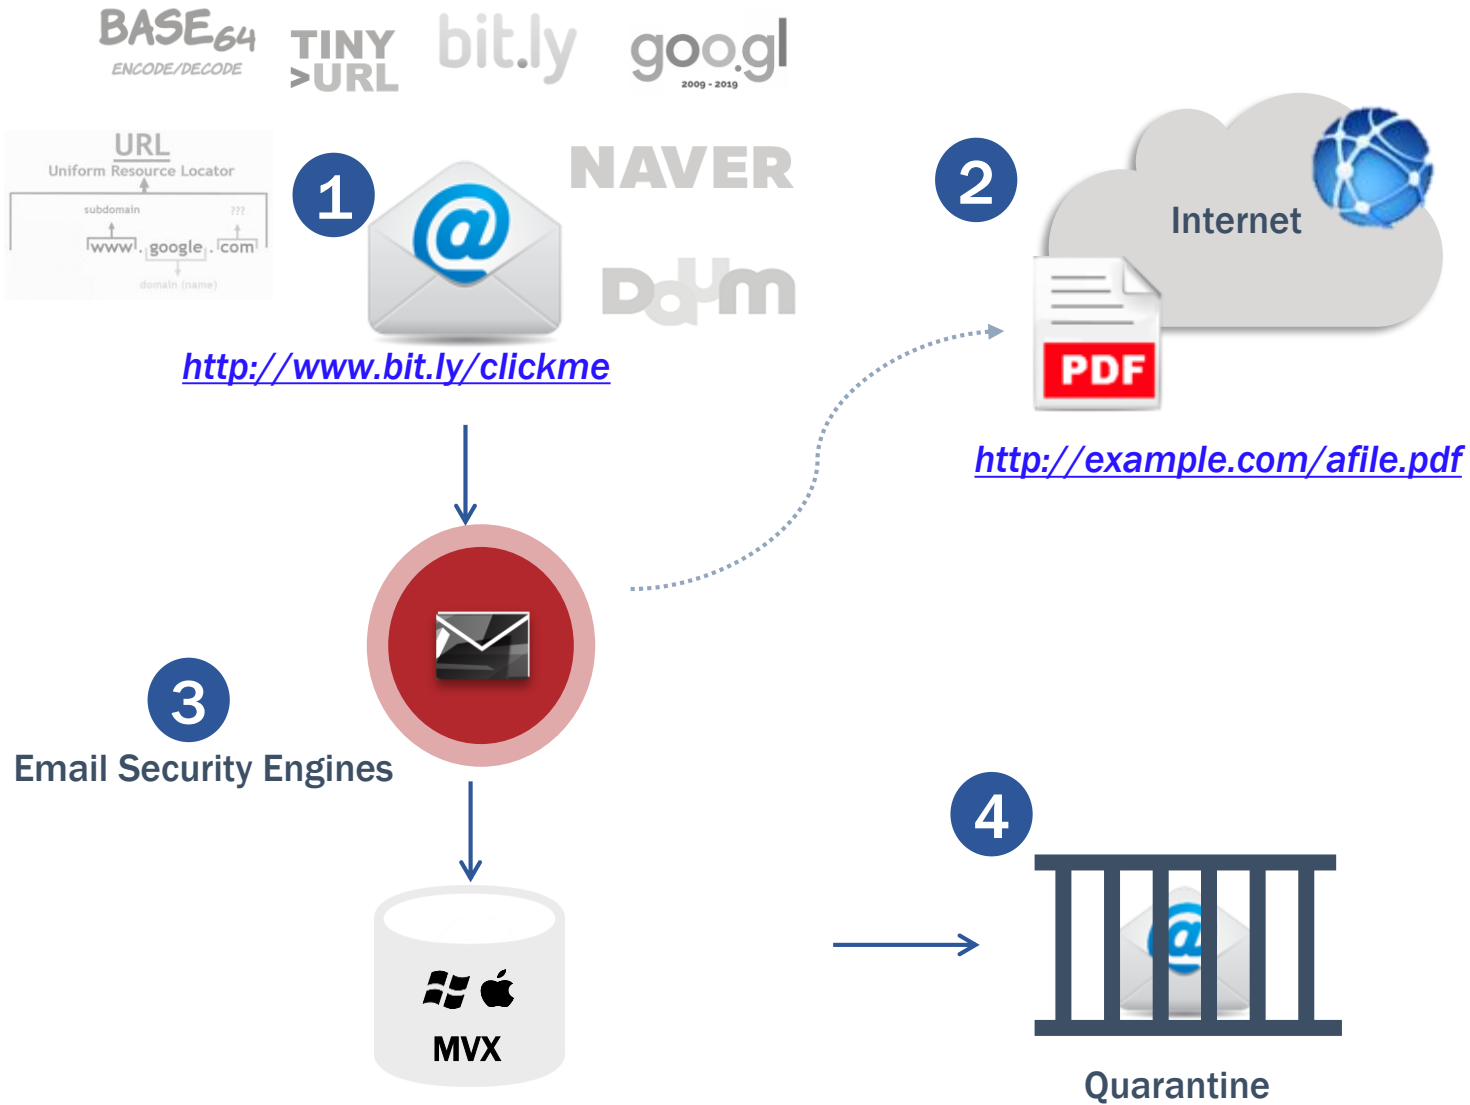 BASE64
ENCODE/DECODE
TINY
>URL
bit.ly
goo.gl
2009 - 2019
URL
Uniform Resource Locator
subdomain
???
www.google.com
domain (name)
1
@
NAVER
Daum
http://www.bit.ly/clickme
2
Internet
PDF
http://example.com/afile.pdf
3
Email Security Engines
MVX
4
@
Quarantine